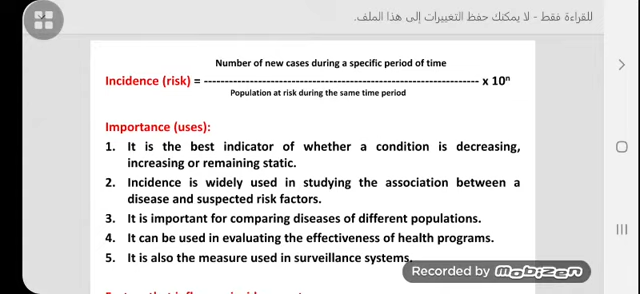 للقراءة فقط - لا يمكنك حفظ التغييرات إلى هذا الملف.
Number of new cases during a specific period of time
Incidence (risk) = ------------------------------------------------------------------------------------ x 10ⁿ
Population at risk during the same time period
Importance (uses):
1. It is the best indicator of whether a condition is decreasing,
increasing or remaining static.
2. Incidence is widely used in studying the association between a
disease and suspected risk factors.
3. It is important for comparing diseases of different populations.
4. It can be used in evaluating the effectiveness of health programs.
5. It is also the measure used in surveillance systems.
Recorded by Mobizen